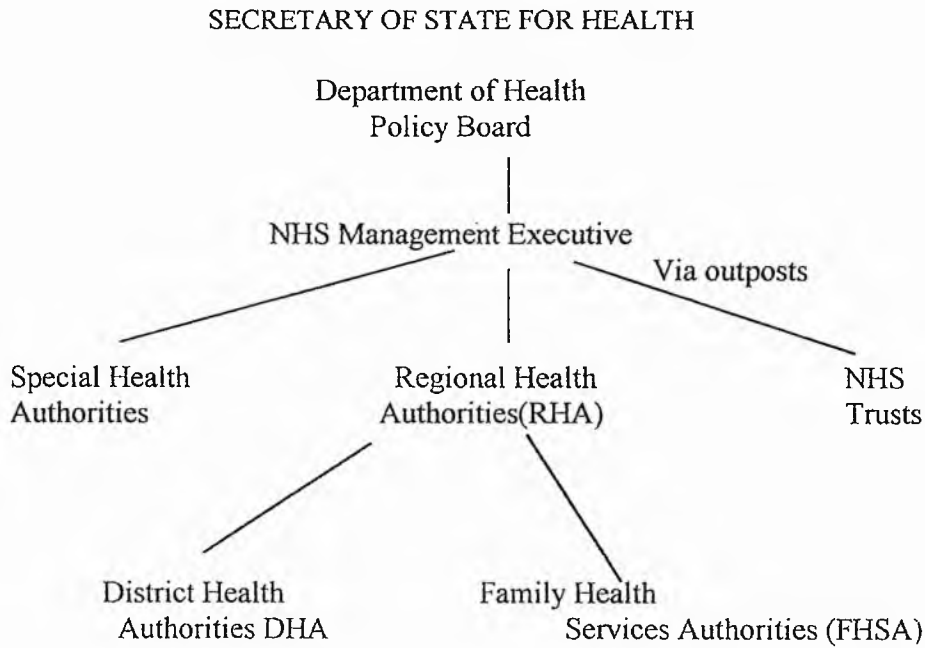 SECRETARY OF STATE FOR HEALTH
Department of Health
Policy Board
NHS Management Executive
Via outposts
Special Health
Authorities
Regional Health
Authorities(RHA)
NHS
Trusts
District Health
Authorities DHA
Family Health
Services Authorities (FHSA)